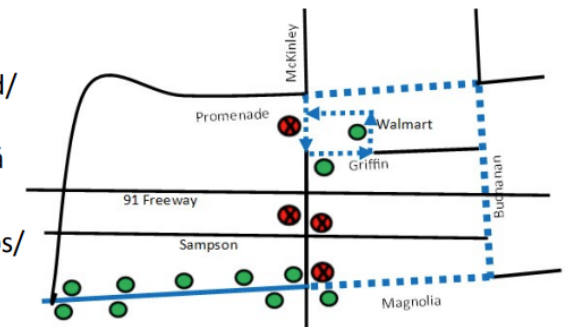 d/
McKinley
Promenade
Walmart
Griffin
91 Freeway
Buchanan
s/
Sampson
Magnolia